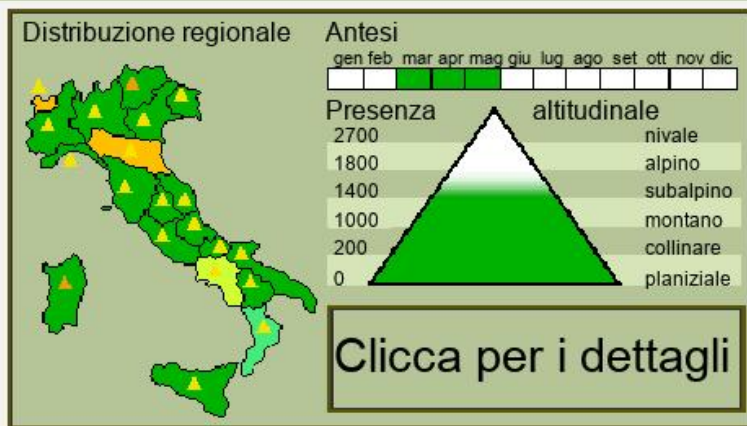 Distribuzione regionale
Antesi
gen feb mar apr mag giu lug ago set ott nov dic
Presenza altitudinale
2700 nivale
1800 alpino
1400 subalpino
1000 montano
200 collinare
0 planiziale
Clicca per i dettagli